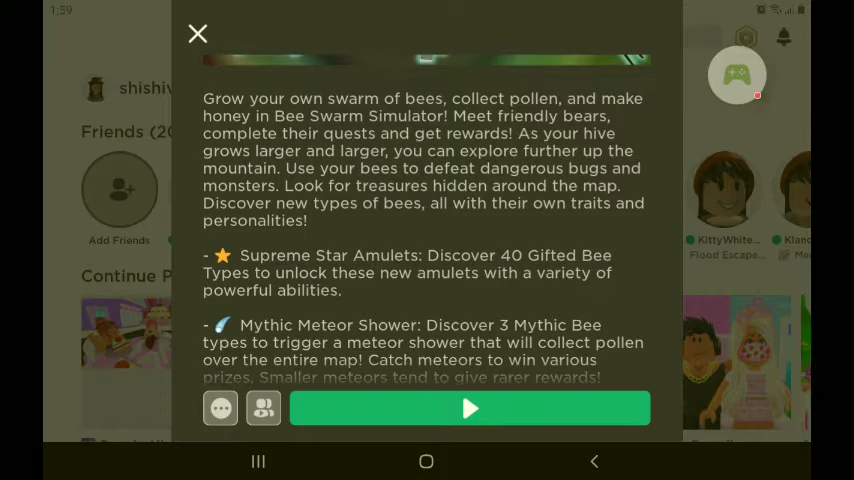 1:59
shishiv
Friends (20
Grow your own swarm of bees, collect pollen, and make
honey in Bee Swarm Simulator! Meet friendly bears,
complete their quests and get rewards! As your hive
grows larger and larger, you can explore further up the
mountain. Use your bees to defeat dangerous bugs and
monsters. Look for treasures hidden around the map.
Discover new types of bees, all with their own traits and
personalities!
- ⭐ Supreme Star Amulets: Discover 40 Gifted Bee
Types to unlock these new amulets with a variety of
powerful abilities.
- ☄️ Mythic Meteor Shower: Discover 3 Mythic Bee
types to trigger a meteor shower that will collect pollen
over the entire map! Catch meteors to win various
prizes. Smaller meteors tend to give rarer rewards!
Add Friends
KittyWhite...
Flood Escape...
Continue P